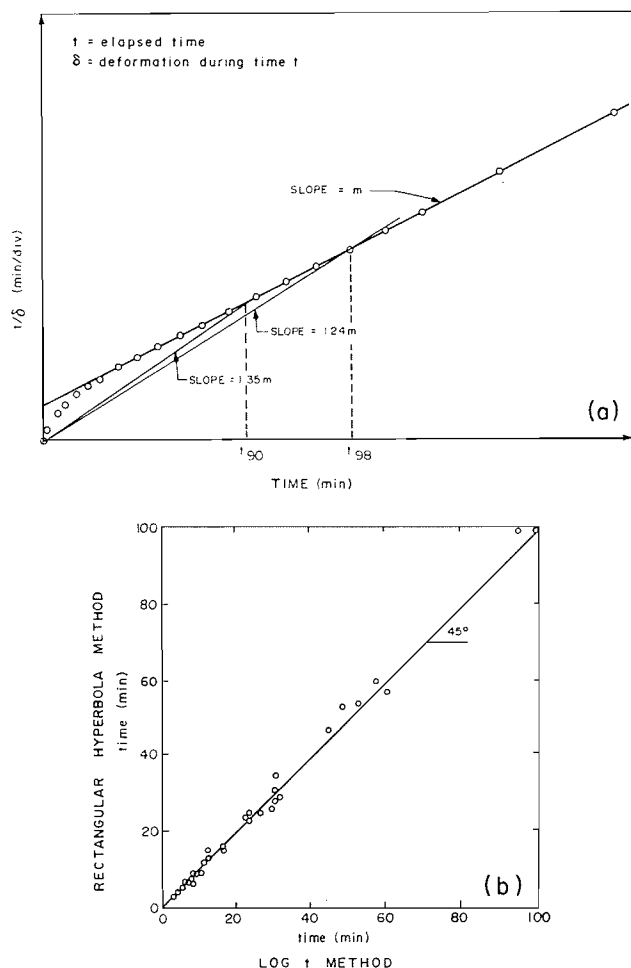 t = elapsed time
δ = deformation during time t
SLOPE = m
t/δ (min/div)
SLOPE = 1.24m
SLOPE = 1.35m
(a)
t90
t98
TIME (min)
RECTANGULAR HYPERBOLA METHOD
time (min)
100
80
60
40
20
0
45°
(b)
0
20
40
60
80
100
time (min)
LOG t METHOD